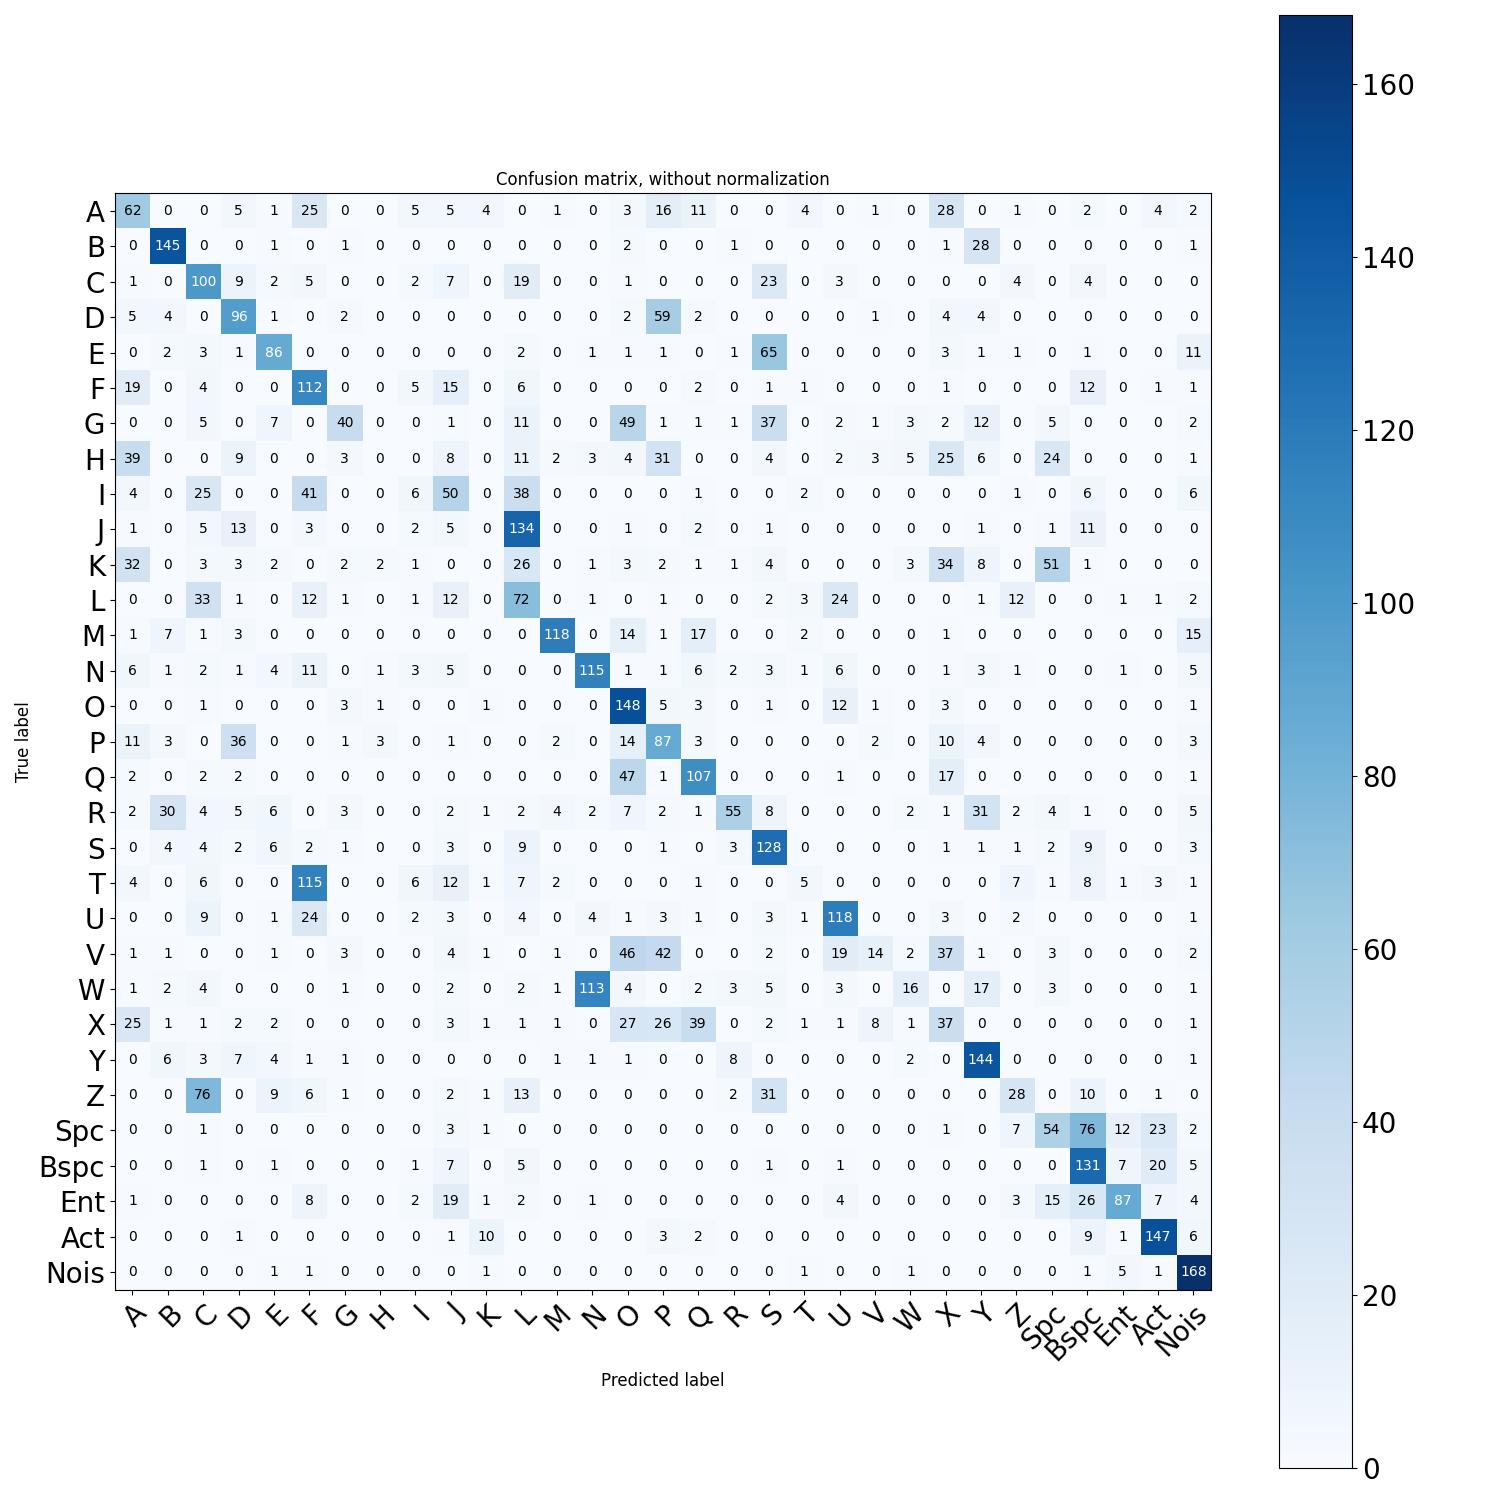 Confusion matrix, without normalization
A 62 0 0 5 1 25 0 0 5 5 4 0 1 0 3 16 11 0 0 4 0 1 0 28 0 1 0 2 0 4 2
B 0 145 0 0 1 0 1 0 0 0 0 0 0 0 2 0 0 1 0 0 0 0 0 1 28 0 0 0 0 0 1
C 1 0 100 9 2 5 0 0 2 7 0 19 0 0 1 0 0 0 23 0 3 0 0 0 0 4 0 4 0 0 0
D 5 4 0 96 1 0 2 0 0 0 0 0 0 0 2 59 2 0 0 0 0 1 0 4 4 0 0 0 0 0 0
E 0 2 3 1 86 0 0 0 0 0 0 2 0 1 1 1 0 1 65 0 0 0 0 3 1 1 0 1 0 0 11
F 19 0 4 0 0 112 0 0 5 15 0 6 0 0 0 0 2 0 1 1 0 0 0 1 0 0 0 12 0 1 1
G 0 0 5 0 7 0 40 0 0 1 0 11 0 0 49 1 1 1 37 0 2 1 3 2 12 0 5 0 0 0 2
H 39 0 0 9 0 0 3 0 0 8 0 11 2 3 4 31 0 0 4 0 2 3 5 25 6 0 24 0 0 0 1
I 4 0 25 0 0 41 0 0 6 50 0 38 0 0 0 0 1 0 0 2 0 0 0 0 0 1 0 6 0 0 6
J 1 0 5 13 0 3 0 0 2 5 0 134 0 0 1 0 2 0 1 0 0 0 0 0 1 0 1 11 0 0 0
K 32 0 3 3 2 0 2 2 1 0 0 26 0 1 3 2 1 1 4 0 0 0 3 34 8 0 51 1 0 0 0
L 0 0 33 1 0 12 1 0 1 12 0 72 0 1 0 1 0 0 2 3 24 0 0 0 1 12 0 0 1 1 2
M 1 7 1 3 0 0 0 0 0 0 0 0 118 0 14 1 17 0 0 2 0 0 0 1 0 0 0 0 0 0 15
N 6 1 2 1 4 11 0 1 3 5 0 0 0 115 1 1 6 2 3 1 6 0 0 1 3 1 0 0 1 0 5
O 0 0 1 0 0 0 3 1 0 0 1 0 0 0 148 5 3 0 1 0 12 1 0 3 0 0 0 0 0 0 1
P 11 3 0 36 0 0 1 3 0 1 0 0 2 0 14 87 3 0 0 0 0 2 0 10 4 0 0 0 0 0 3
Q 2 0 2 2 0 0 0 0 0 0 0 0 0 0 47 1 107 0 0 0 1 0 0 17 0 0 0 0 0 0 1
R 2 30 4 5 6 0 3 0 0 2 1 2 4 2 7 2 1 55 8 0 0 0 2 1 31 2 4 1 0 0 5
S 0 4 4 2 6 2 1 0 0 3 0 9 0 0 0 1 0 3 128 0 0 0 0 1 1 1 2 9 0 0 3
T 4 0 6 0 0 115 0 0 6 12 1 7 2 0 0 0 1 0 0 5 0 0 0 0 0 7 1 8 1 3 1
U 0 0 9 0 1 24 0 0 2 3 0 4 0 4 1 3 1 0 3 1 118 0 0 3 0 2 0 0 0 0 1
V 1 1 0 0 1 0 3 0 0 4 1 0 1 0 46 42 0 0 2 0 19 14 2 37 1 0 3 0 0 0 2
W 1 2 4 0 0 0 1 0 0 2 0 2 1 113 4 0 2 3 5 0 3 0 16 0 17 0 3 0 0 0 1
X 25 1 1 2 2 0 0 0 0 3 1 1 1 0 27 26 39 0 2 1 1 8 1 37 0 0 0 0 0 0 1
Y 0 6 3 7 4 1 1 0 0 0 0 0 1 1 1 0 0 8 0 0 0 0 2 0 144 0 0 0 0 0 1
Z 0 0 76 0 9 6 1 0 0 2 1 13 0 0 0 0 0 2 31 0 0 0 0 0 0 28 0 10 0 1 0
Spc 0 0 1 0 0 0 0 0 0 3 1 0 0 0 0 0 0 0 0 0 0 0 0 1 0 7 54 76 12 23 2
Bspc 0 0 1 0 1 0 0 0 1 7 0 5 0 0 0 0 0 0 1 0 1 0 0 0 0 0 0 131 7 20 5
Ent 1 0 0 0 0 8 0 0 2 19 1 2 0 1 0 0 0 0 0 0 4 0 0 0 0 3 15 26 87 7 4
Act 0 0 0 1 0 0 0 0 0 1 10 0 0 0 0 3 2 0 0 0 0 0 0 0 0 0 0 9 1 147 6
Nois 0 0 0 0 1 1 0 0 0 0 1 0 0 0 0 0 0 0 0 1 0 0 1 0 0 0 0 1 5 1 168
A B C D E F G H I J K L M N O P Q R S T U V W X Y Z Spc Bspc Ent Act Nois
Predicted label
True label
160
140
120
100
80
60
40
20
0